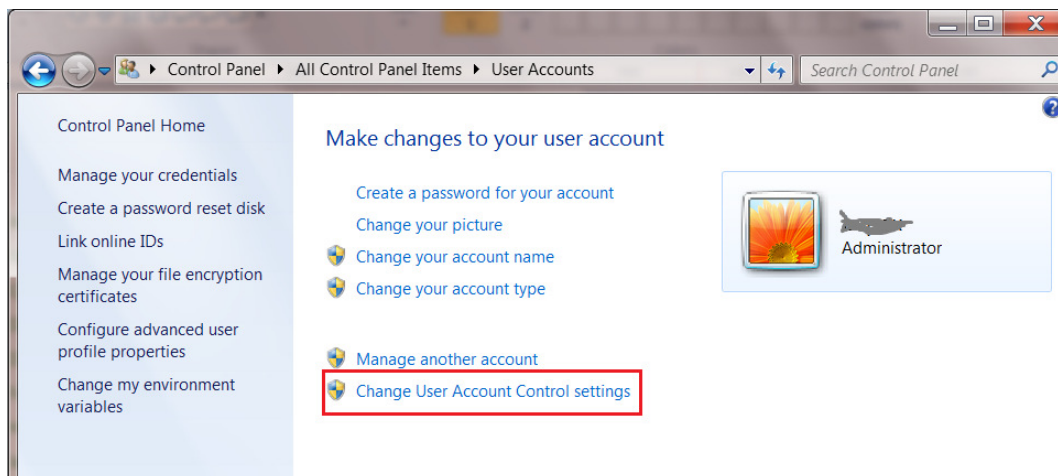 Control Panel All Control Panel Items User Accounts
Search Control Panel
Control Panel Home
Manage your credentials
Create a password reset disk
Link online IDs
Manage your file encryption
certificates
Configure advanced user
profile properties
Change my environment
variables
Make changes to your user account
Create a password for your account
Change your picture
Change your account name
Change your account type
Manage another account
Change User Account Control settings
Administrator